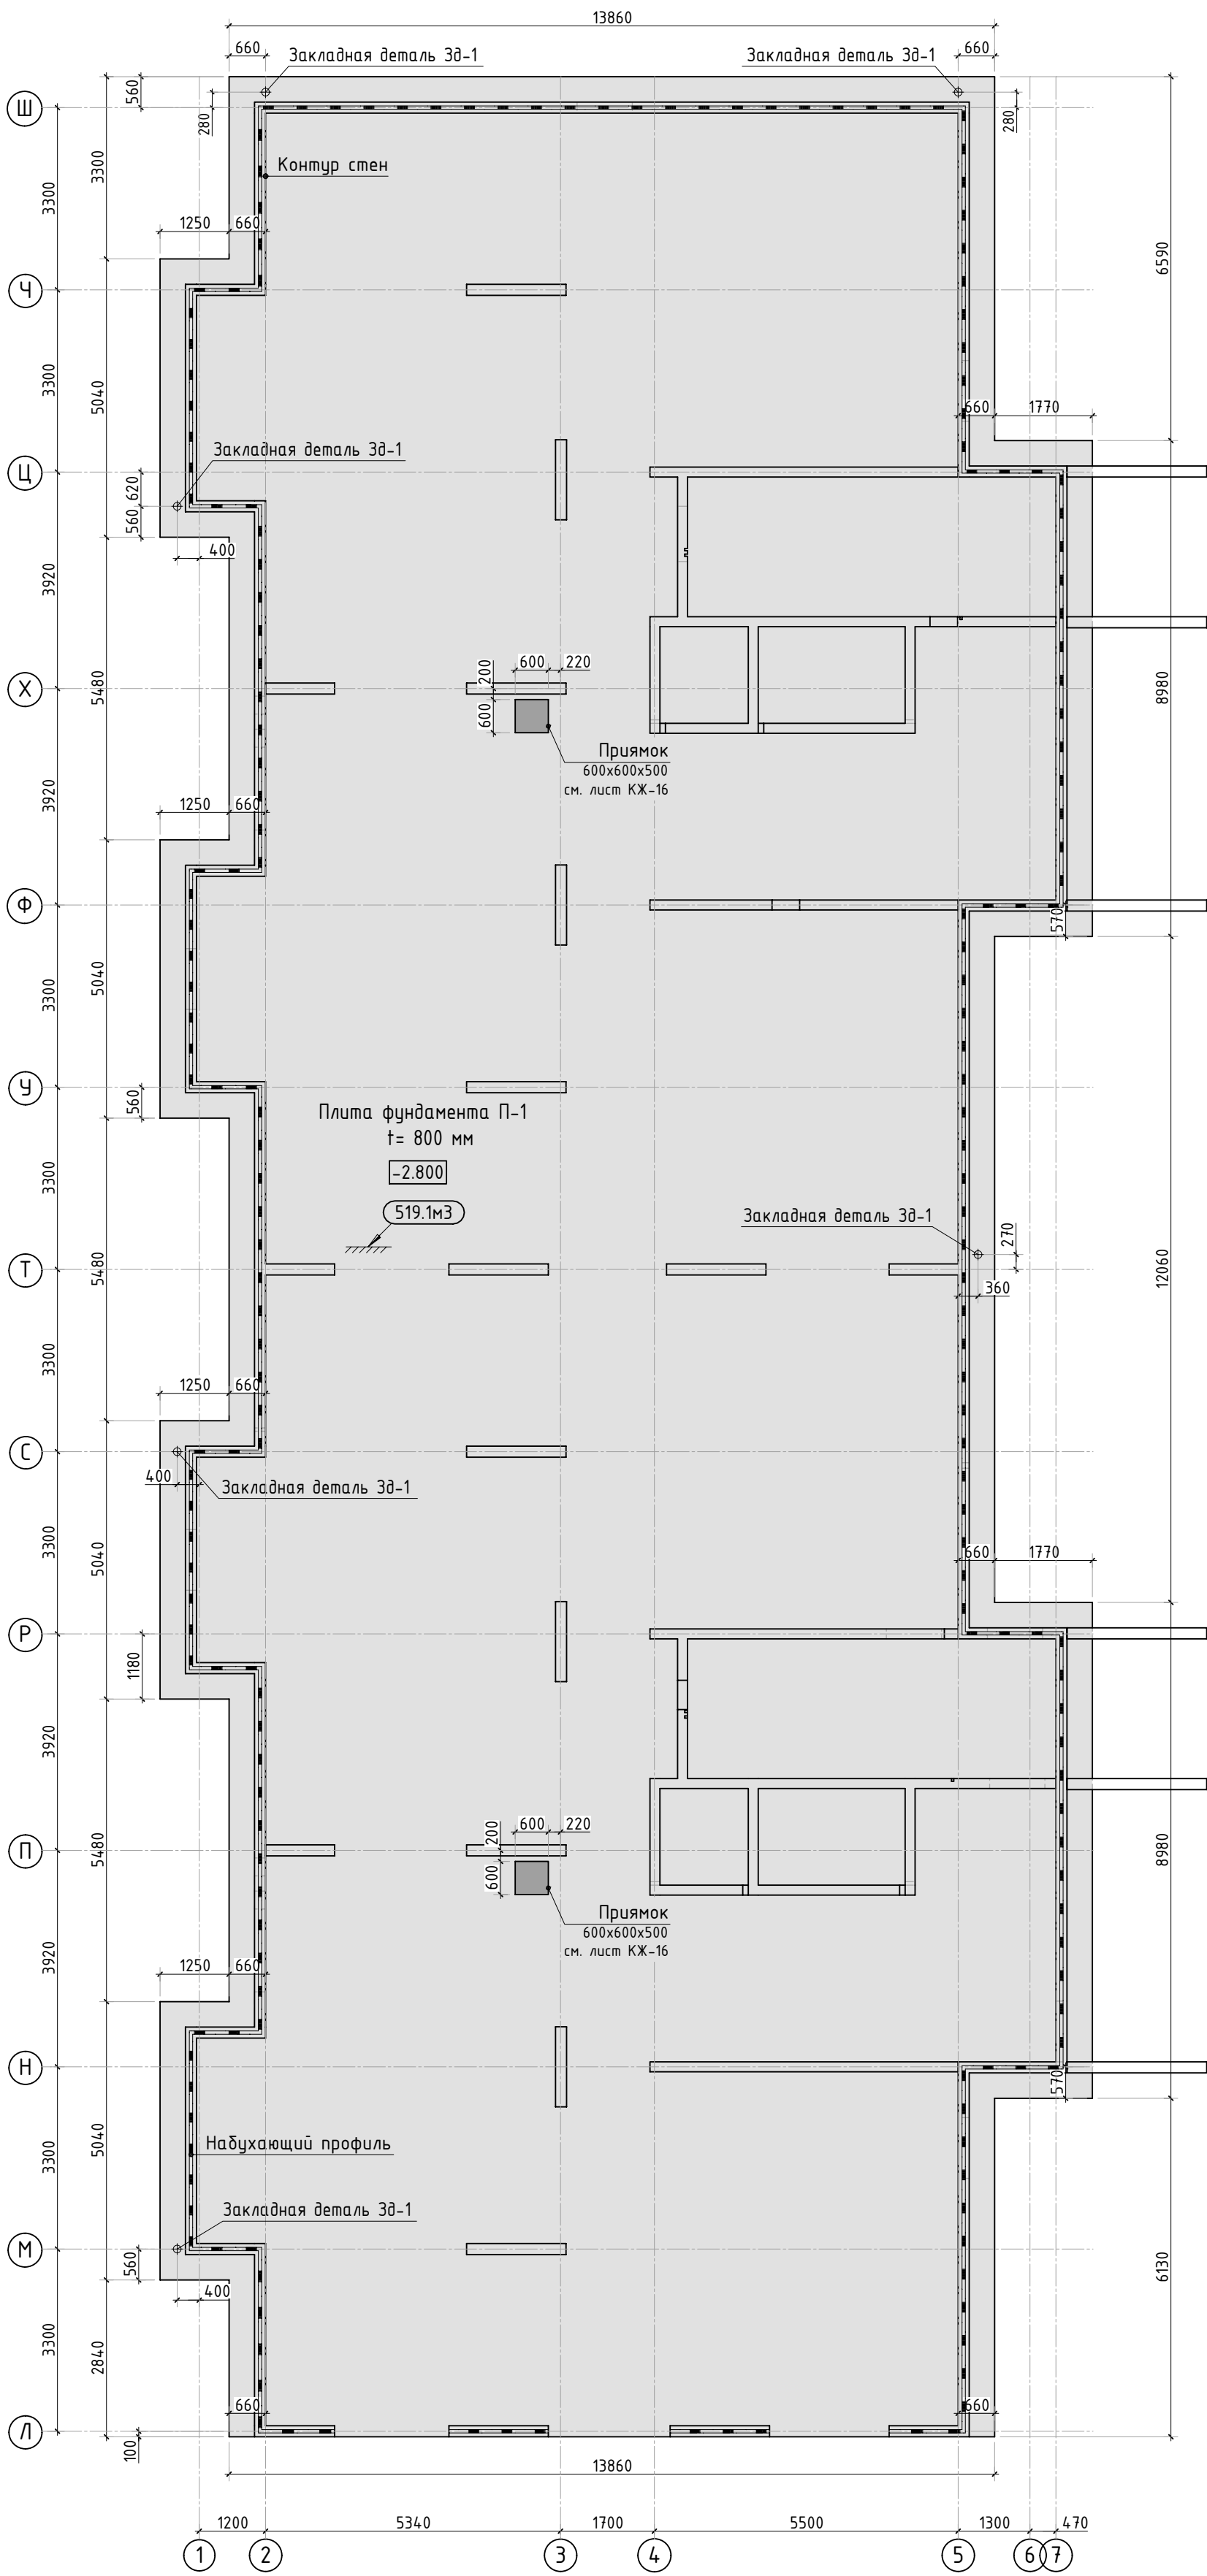 13860
660
Закладная деталь Зд-1
Закладная деталь Зд-1
660
560
280
280
Ш
3300
3300
Контур стен
1250
660
6590
Ч
3300
5040
660
1770
Закладная деталь Зд-1
Ц
620
560
400
3920
5480
Х
600
220
200
600
Приямок
600х600х500
см. лист КЖ-16
8980
3920
1250
660
Ф
570
5040
3300
У
560
Плита фундамента П-1
t= 800 мм
-2.800
519.1м3
3300
Закладная деталь Зд-1
270
360
Т
5480
12060
3300
1250
660
С
400
Закладная деталь Зд-1
3300
5040
660
1770
Р
1180
3920
П
5480
600
220
200
600
Приямок
600х600х500
см. лист КЖ-16
8980
3920
1250
660
Н
570
5040
3300
Набухающий профиль
Закладная деталь Зд-1
М
560
400
6130
3300
2840
660
660
Л
100
13860
1200
5340
1700
5500
1300
470
1
2
3
4
5
6
7